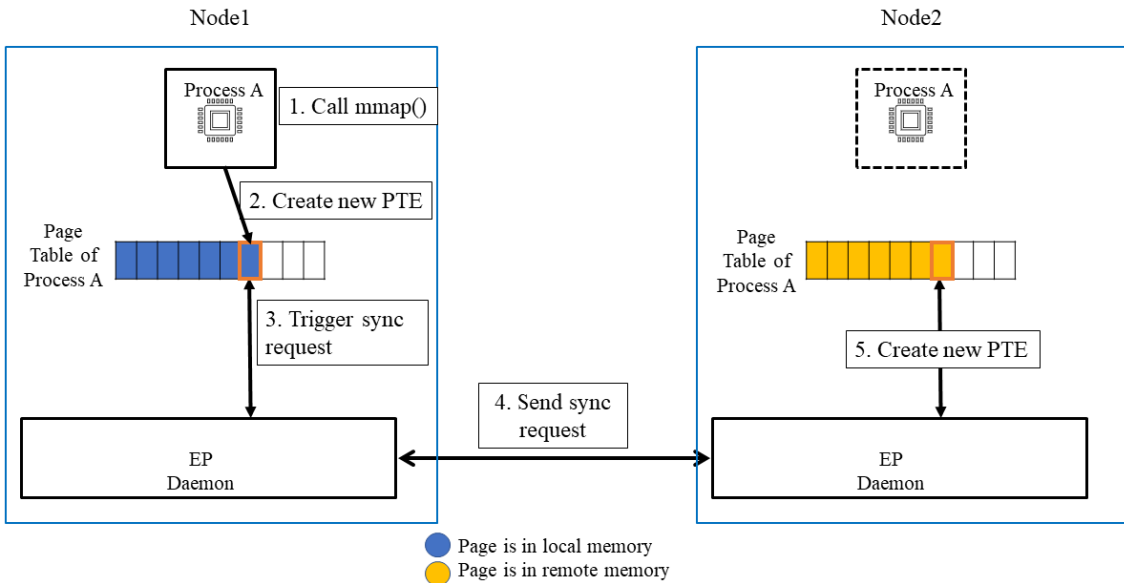 Node1
Node2
Process A
1. Call mmap()
2. Create new PTE
Page
Table of
Process A
3. Trigger sync
request
EP
Daemon
4. Send sync
request
Process A
Page
Table of
Process A
5. Create new PTE
EP
Daemon
Page is in local memory
Page is in remote memory